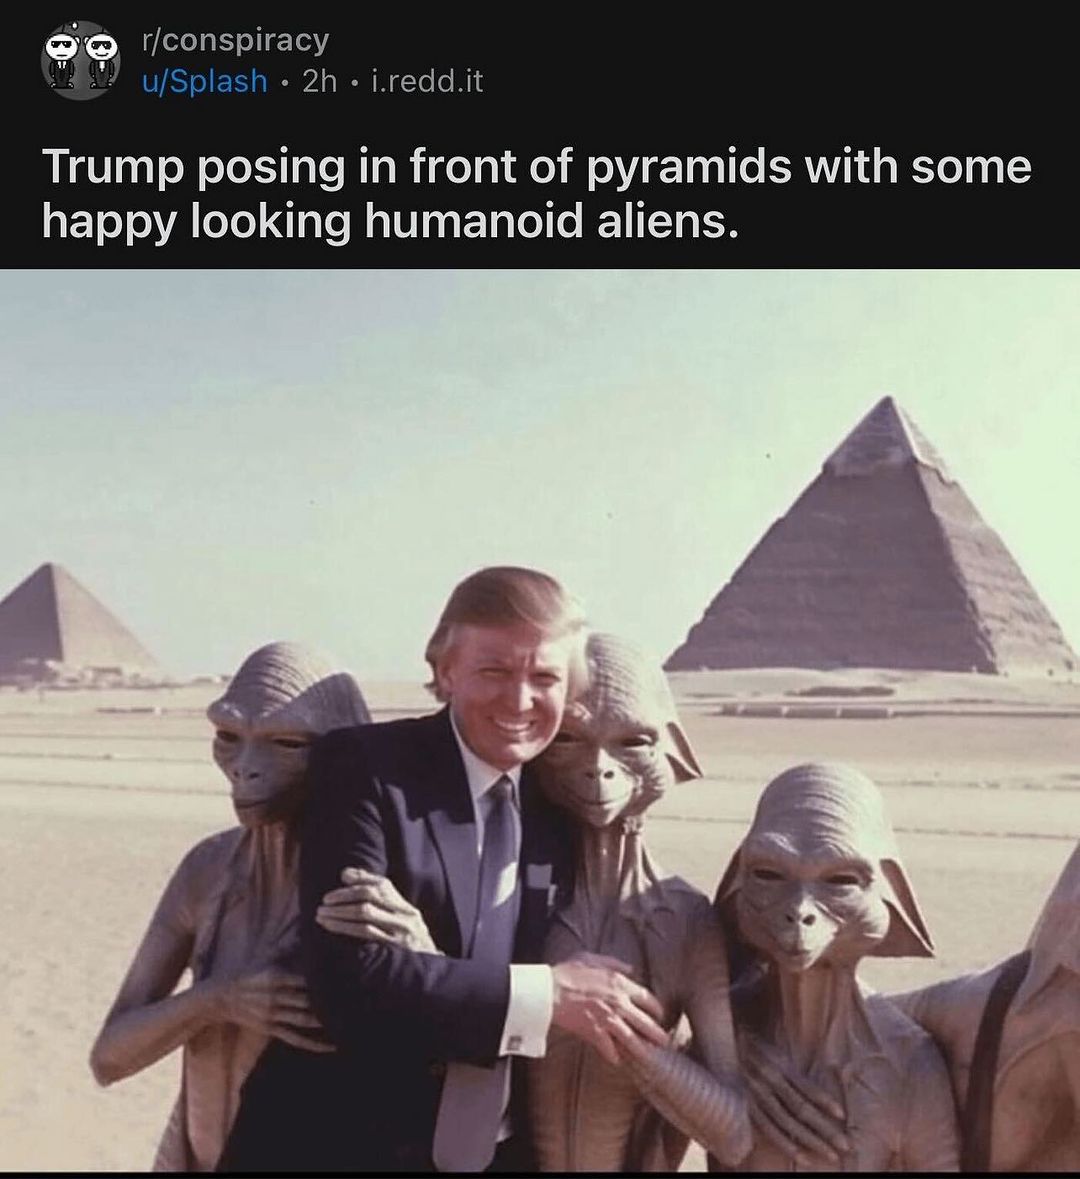 r/conspiracy
u/Splash • 2h • i.redd.it
Trump posing in front of pyramids with some
happy looking humanoid aliens.